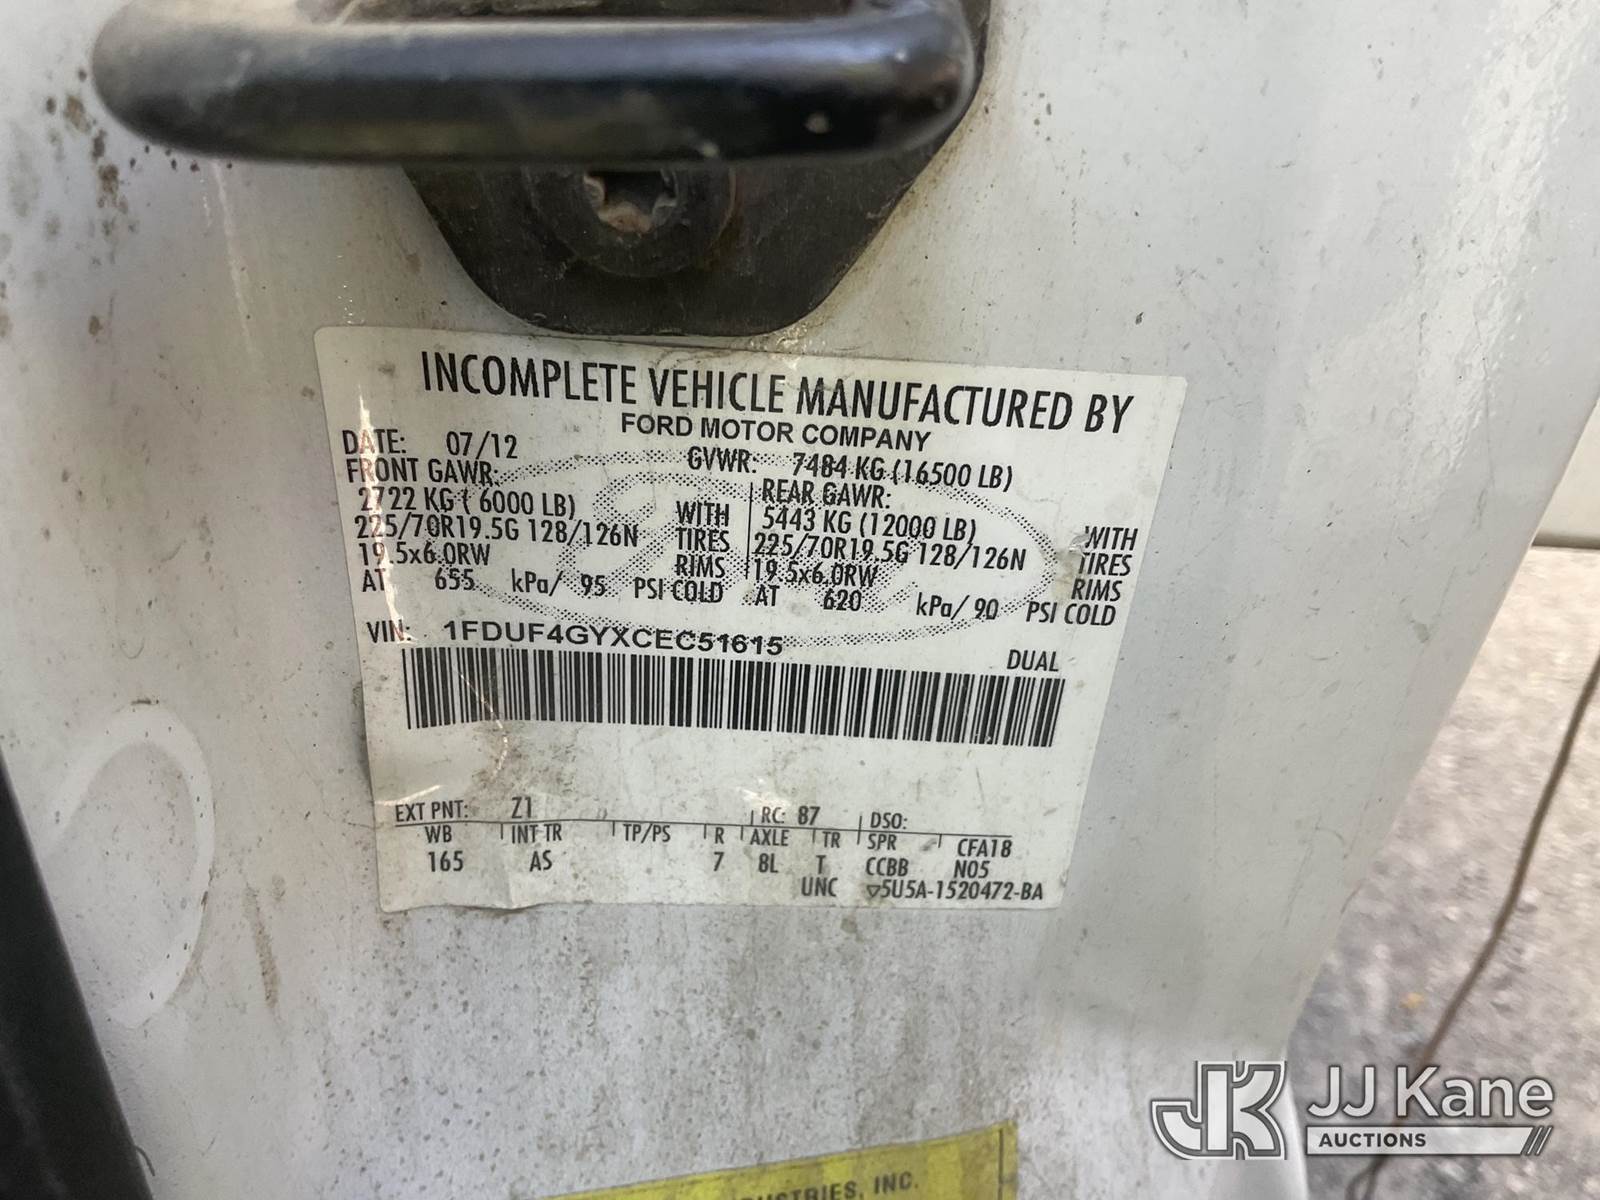 INCOMPLETE VEHICLE MANUFACTURED BY
FORD MOTOR COMPANY
DATE: 07/12 GVWR: 7484 KG (16500 LB)
FRONT GAWR: REAR GAWR:
2722 KG ( 6000 LB) WITH 5443 KG (12000 LB) WITH
225/70R19.5G 128/126N TIRES 225/70R19.5G 128/126N TIRES
19.5x6.0RW RIMS 19.5x6.0RW RIMS
AT 655 kPa/ 95 PSI COLD AT 620 kPa/ 90 PSI COLD
VIN: 1FDUF4GYXCEC51615
DUAL
EXT PNT: Z1 RC: 87 DSO:
WB INT TR TP/PS R AXLE TR SPR CFA18
165 AS 7 8L T CCBB N05
UNC ▽5U5A-1520472-BA
JK JJ Kane
AUCTIONS
INC.